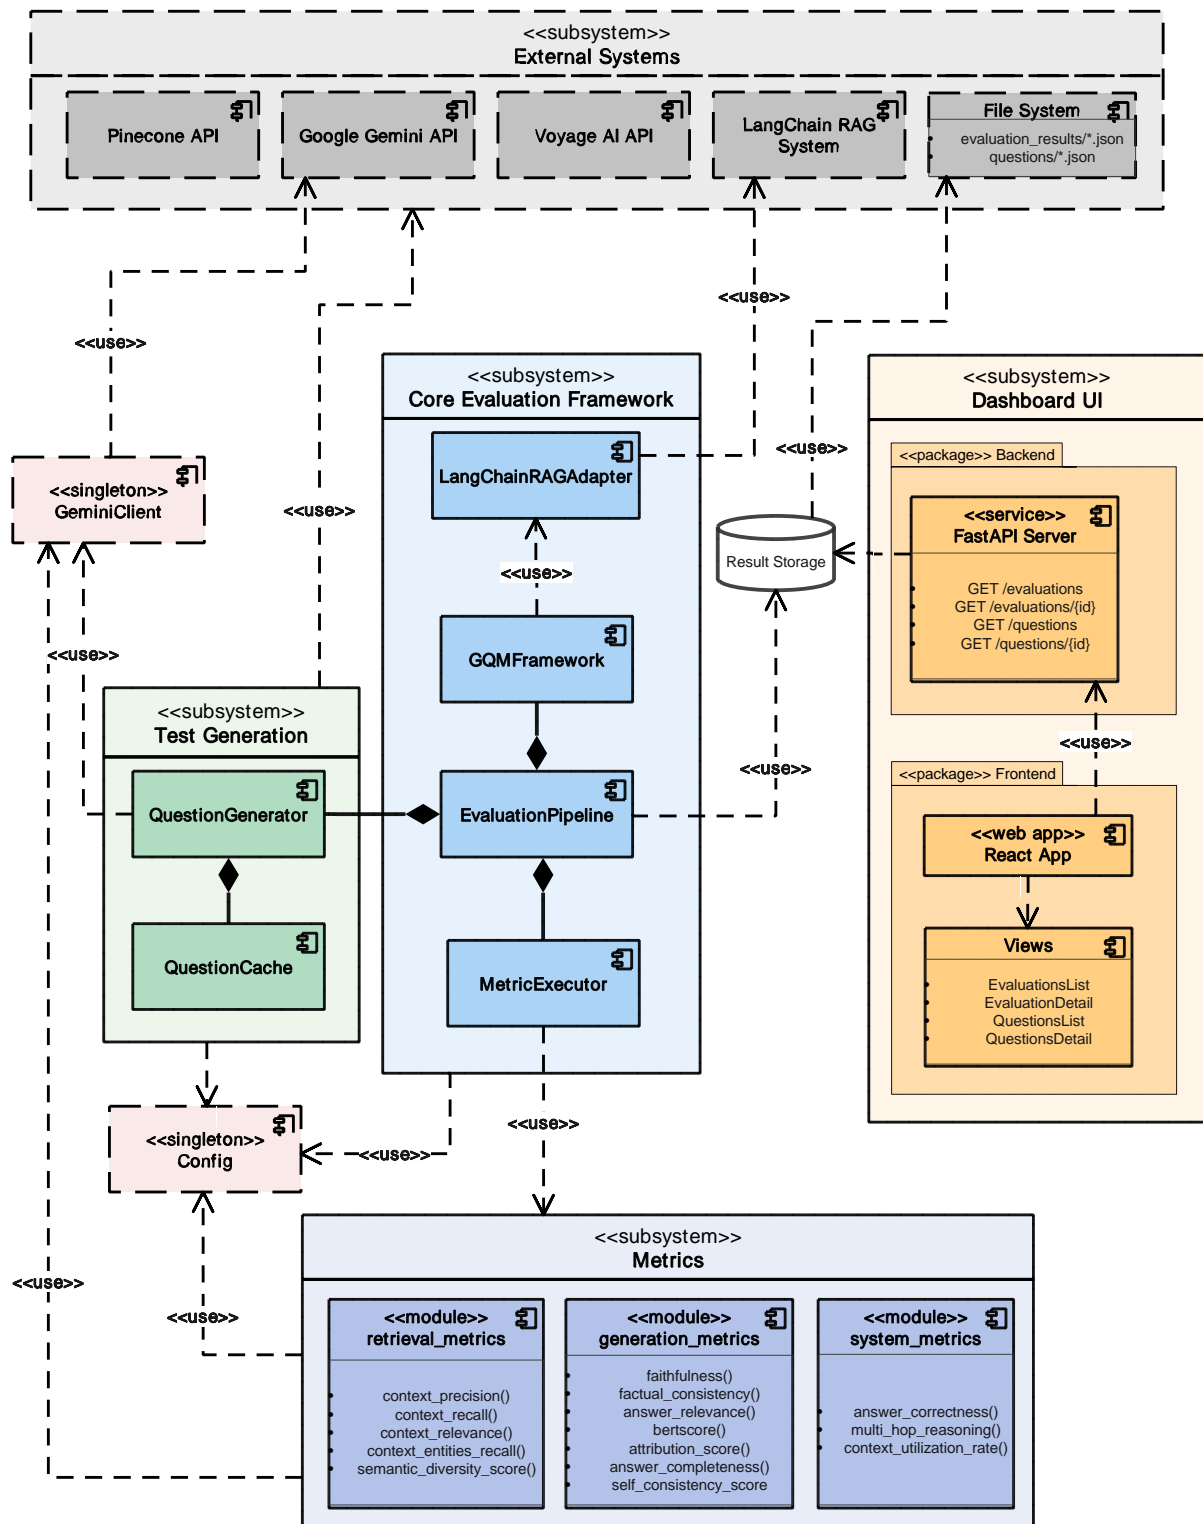 <<subsystem>>
External Systems
Pinecone API
Google Gemini API
Voyage AI API
LangChain RAG
System
File System
evaluation_results/*.json
questions/*.json
<<use>>
<<use>>
<<use>>
<<use>>
<<singleton>>
GeminiClient
<<subsystem>>
Core Evaluation Framework
LangChainRAGAdapter
<<use>>
GQMFramework
EvaluationPipeline
MetricExecutor
Result Storage
<<use>>
<<subsystem>>
Dashboard UI
<<package>> Backend
<<service>>
FastAPI Server
GET /evaluations
GET /evaluations/{id}
GET /questions
GET /questions/{id}
<<use>>
<<package>> Frontend
<<web app>>
React App
Views
EvaluationsList
EvaluationDetail
QuestionsList
QuestionsDetail
<<use>>
<<subsystem>>
Test Generation
QuestionGenerator
QuestionCache
<<singleton>>
Config
<<use>>
<<use>>
<<use>>
<<use>>
<<subsystem>>
Metrics
<<module>>
retrieval_metrics
context_precision()
context_recall()
context_relevance()
context_entities_recall()
semantic_diversity_score()
<<module>>
generation_metrics
faithfulness()
factual_consistency()
answer_relevance()
bertscore()
attribution_score()
answer_completeness()
self_consistency_score
<<module>>
system_metrics
answer_correctness()
multi_hop_reasoning()
context_utilization_rate()